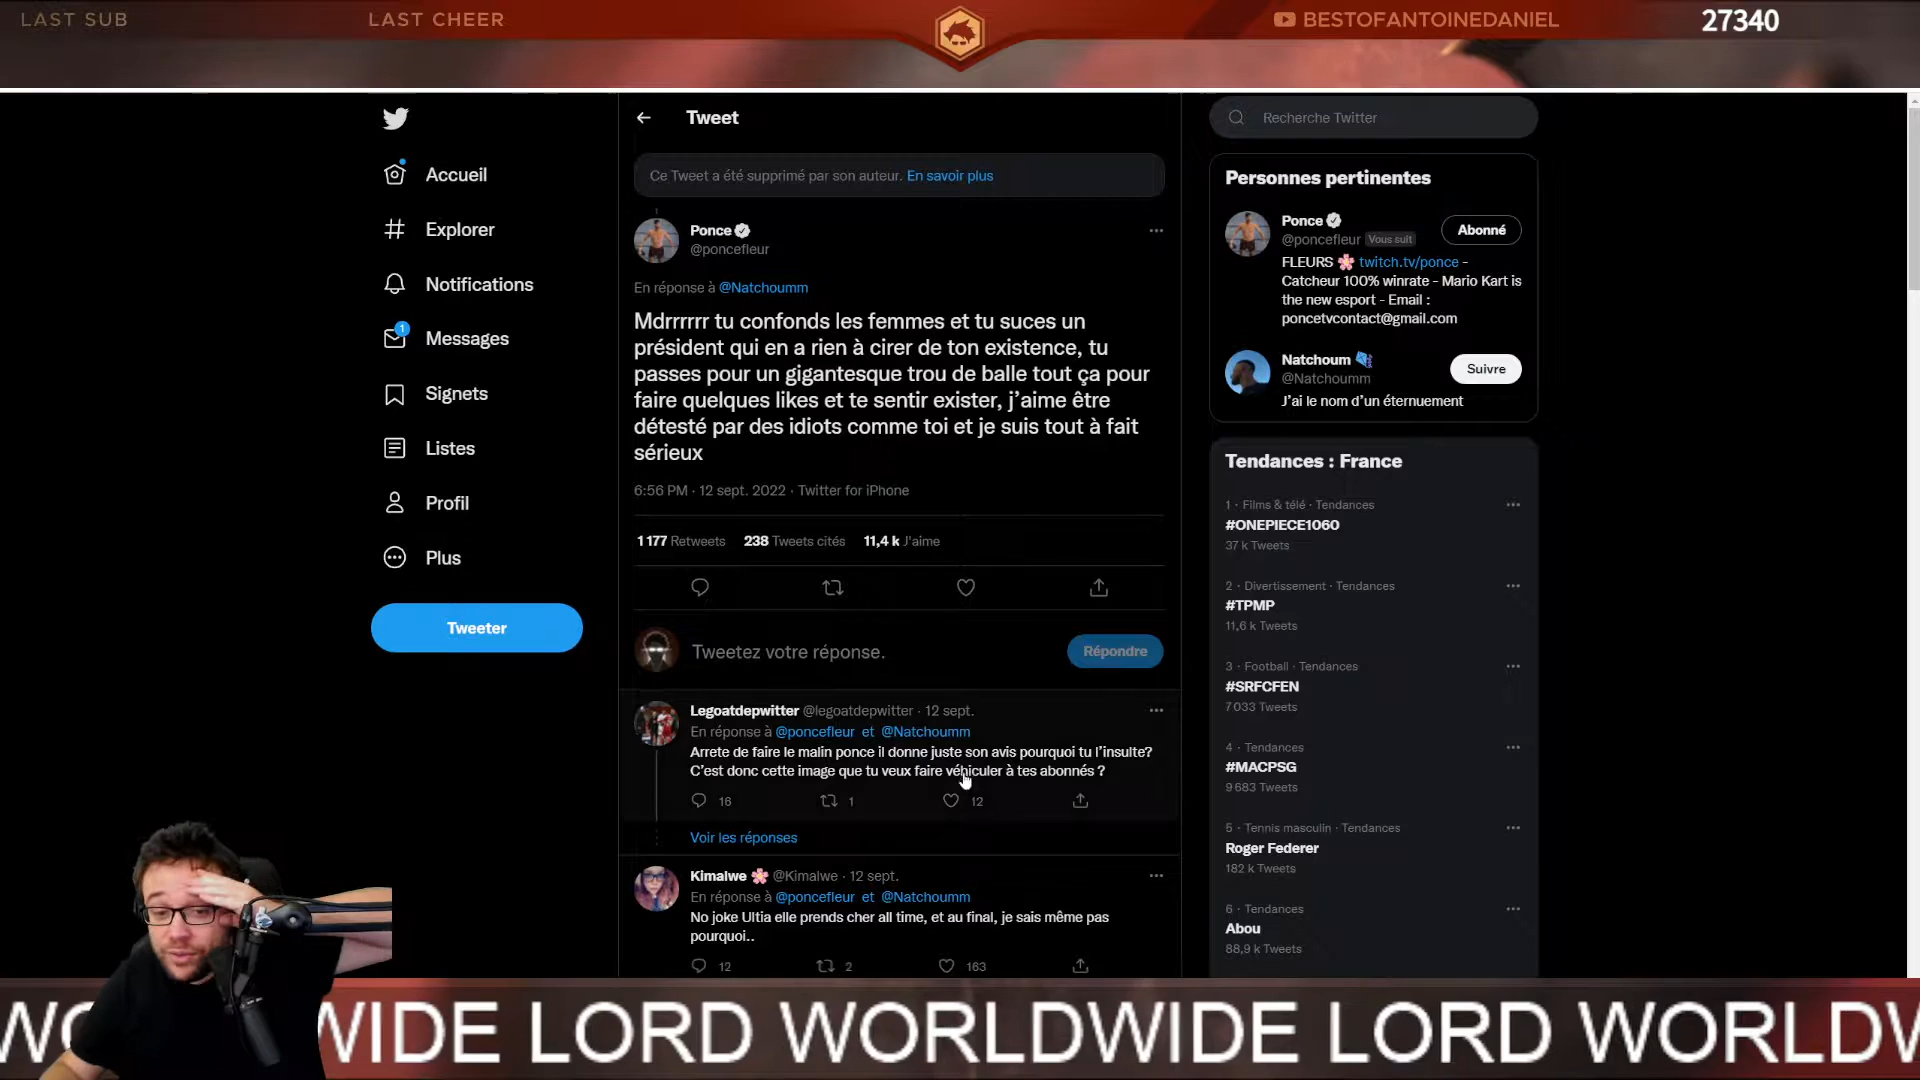 LAST SUB
LAST CHEER
BESTOFANTOINEDANIEL
27340
Tweet
Recherche Twitter
Ce Tweet a été supprimé par son auteur. En savoir plus
Accueil
Explorer
Notifications
1
Messages
Signets
Listes
Profil
Plus
Tweeter
Ponce
@poncefleur
En réponse à @Natchoumm
Mdrrrrrr tu confonds les femmes et tu suces un
président qui en a rien à cirer de ton existence, tu
passes pour un gigantesque trou de balle tout ça pour
faire quelques likes et te sentir exister, j’aime être
détesté par des idiots comme toi et je suis tout à fait
sérieux
6:56 PM · 12 sept. 2022 · Twitter for iPhone
1 177 Retweets 238 Tweets cités 11,4 k J'aime
Tweetez votre réponse.
Répondre
Legoatdepwitter @legoatdepwitter · 12 sept.
En réponse à @poncefleur et @Natchoumm
Arrete de faire le malin ponce il donne juste son avis pourquoi tu l’insulte?
C’est donc cette image que tu veux faire véhiculer à tes abonnés ?
16 1 12
Voir les réponses
Kimalwe 🌸 @Kimalwe · 12 sept.
En réponse à @poncefleur et @Natchoumm
No joke Ultia elle prends cher all time, et au final, je sais même pas
pourquoi..
12 2 163
Personnes pertinentes
Ponce
@poncefleur Vous suit
Abonné
FLEURS 🌸 twitch.tv/ponce -
Catcheur 100% winrate - Mario Kart is
the new esport - Email :
poncetvcontact@gmail.com
Natchoum
@Natchoumm
Suivre
J’ai le nom d’un éternuement
Tendances : France
1 · Films & télé · Tendances
#ONEPIECE1060
37 k Tweets
2 · Divertissement · Tendances
#TPMP
11,6 k Tweets
3 · Football · Tendances
#SRFCFEN
7 033 Tweets
4 · Tendances
#MACPSG
9 683 Tweets
5 · Tennis masculin · Tendances
Roger Federer
182 k Tweets
6 · Tendances
Abou
88,9 k Tweets
WO WIDE LORD WORLDWIDE LORD WORLDW